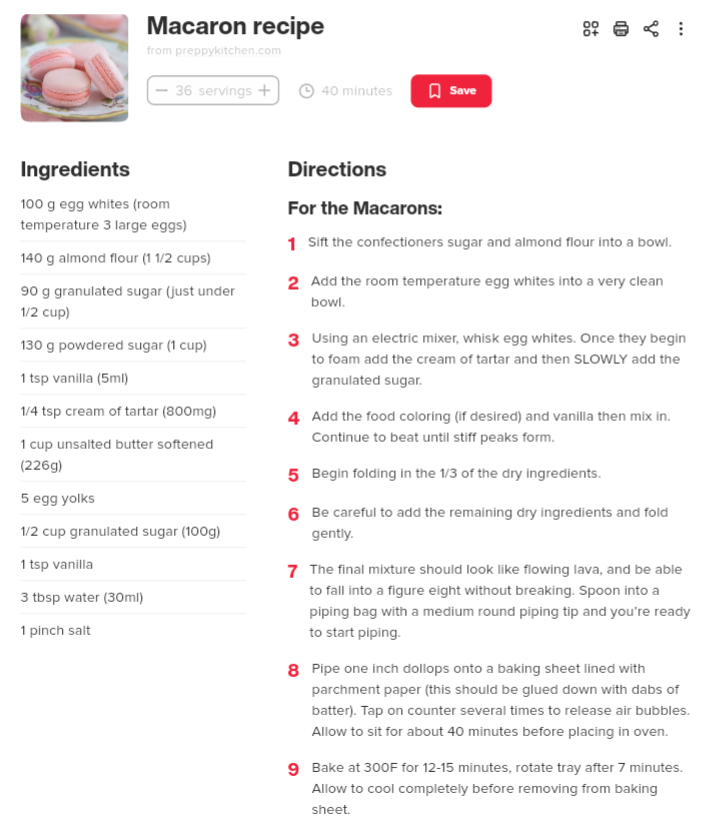 Macaron recipe
from preppykitchen.com
36 servings
40 minutes
Save
Ingredients
100 g egg whites (room
temperature 3 large eggs)
140 g almond flour (1 1/2 cups)
90 g granulated sugar (just under
1/2 cup)
130 g powdered sugar (1 cup)
1 tsp vanilla (5ml)
1/4 tsp cream of tartar (800mg)
1 cup unsalted butter softened
(226g)
5 egg yolks
1/2 cup granulated sugar (100g)
1 tsp vanilla
3 tbsp water (30ml)
1 pinch salt
Directions
For the Macarons:
1 Sift the confectioners sugar and almond flour into a bowl.
2 Add the room temperature egg whites into a very clean
bowl.
3 Using an electric mixer, whisk egg whites. Once they begin
to foam add the cream of tartar and then SLOWLY add the
granulated sugar.
4 Add the food coloring (if desired) and vanilla then mix in.
Continue to beat until stiff peaks form.
5 Begin folding in the 1/3 of the dry ingredients.
6 Be careful to add the remaining dry ingredients and fold
gently.
7 The final mixture should look like flowing lava, and be able
to fall into a figure eight without breaking. Spoon into a
piping bag with a medium round piping tip and you're ready
to start piping.
8 Pipe one inch dollops onto a baking sheet lined with
parchment paper (this should be glued down with dabs of
batter). Tap on counter several times to release air bubbles.
Allow to sit for about 40 minutes before placing in oven.
9 Bake at 300F for 12-15 minutes, rotate tray after 7 minutes.
Allow to cool completely before removing from baking
sheet.